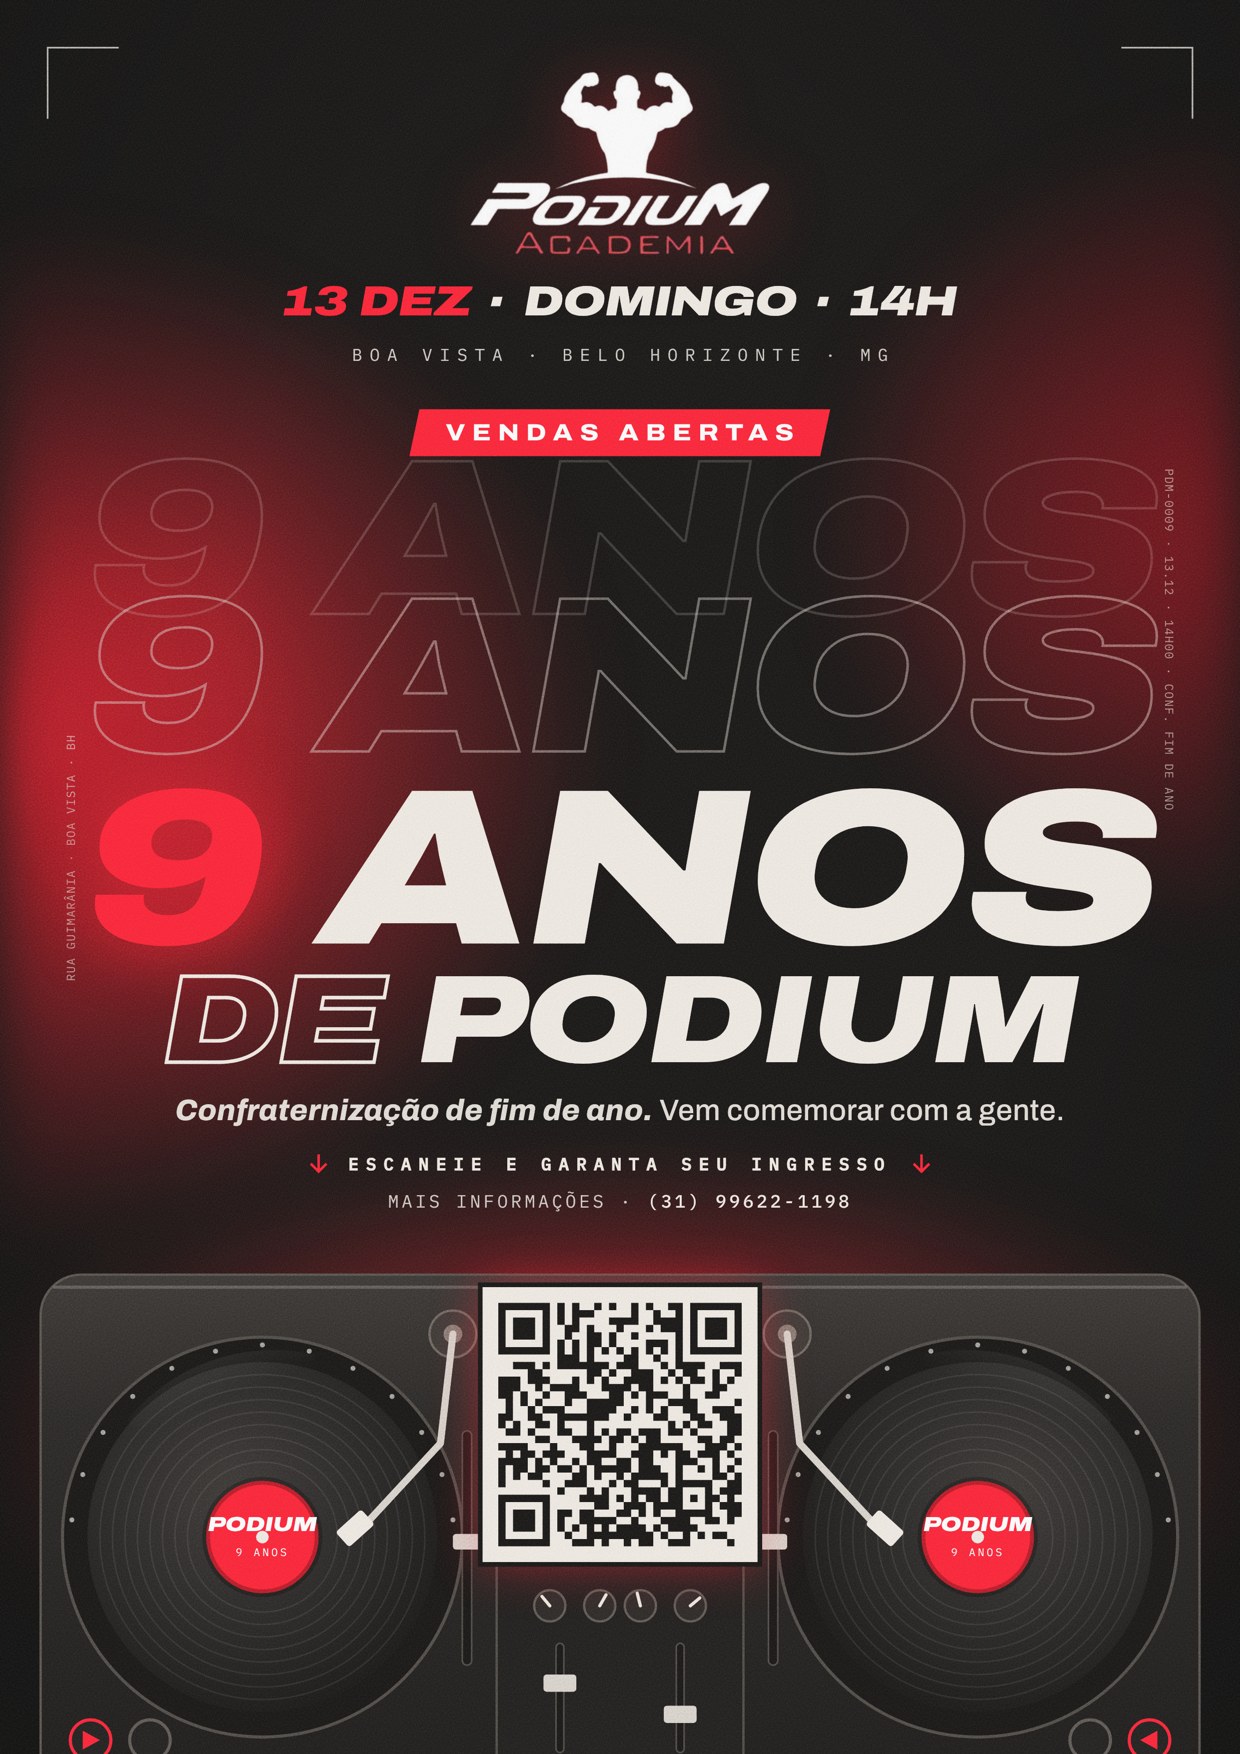 PODIUM
ACADEMIA
13 DEZ · DOMINGO · 14H
BOA VISTA · BELO HORIZONTE · MG
VENDAS ABERTAS
9 ANOS
9 ANOS
9 ANOS
DE PODIUM
PDM-0009 · 13.12 · 14H00 · CONF. FIM DE ANO
RUA GUIMARÂNIA · BOA VISTA · BH
Confraternização de fim de ano. Vem comemorar com a gente.
↓ ESCANEIE E GARANTA SEU INGRESSO ↓
MAIS INFORMAÇÕES · (31) 99622-1198
PODIUM
9 ANOS
PODIUM
9 ANOS